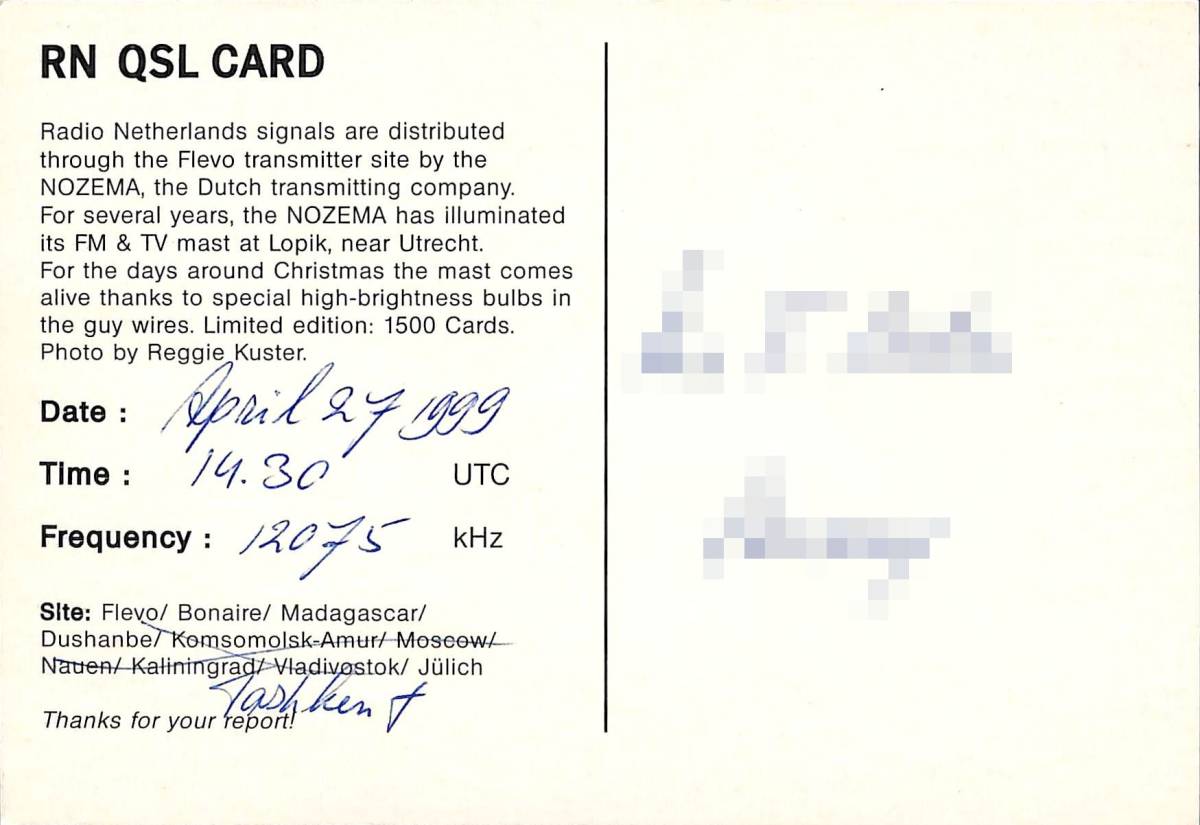 RN QSL CARD
Radio Netherlands signals are distributed
through the Flevo transmitter site by the
NOZEMA, the Dutch transmitting company.
For several years, the NOZEMA has illuminated
its FM & TV mast at Lopik, near Utrecht.
For the days around Christmas the mast comes
alive thanks to special high-brightness bulbs in
the guy wires. Limited edition: 1500 Cards.
Photo by Reggie Kuster.
Date : April 27 1999
Time : 14.30 UTC
Frequency : 12075 kHz
Site: Flevo/ Bonaire/ Madagascar/
Dushanbe/ Komsomolsk-Amur/ Moscow/
Nauen/ Kaliningrad/ Vladivostok/ Jülich
Tashkent
Thanks for your report!